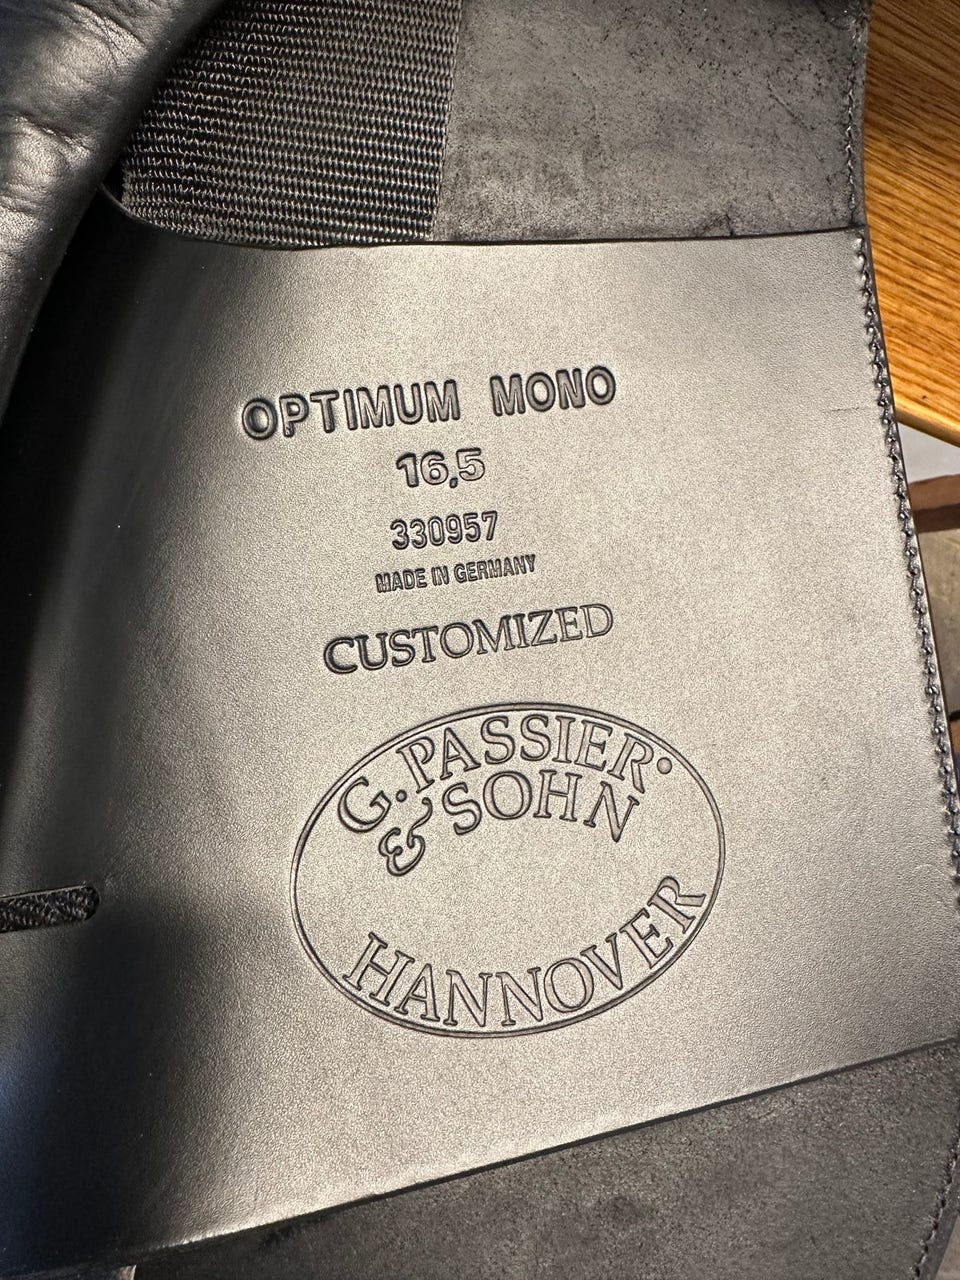 OPTIMUM MONO
16,5
330957
MADE IN GERMANY
CUSTOMIZED
G. PASSIER
& SOHN
HANNOVER